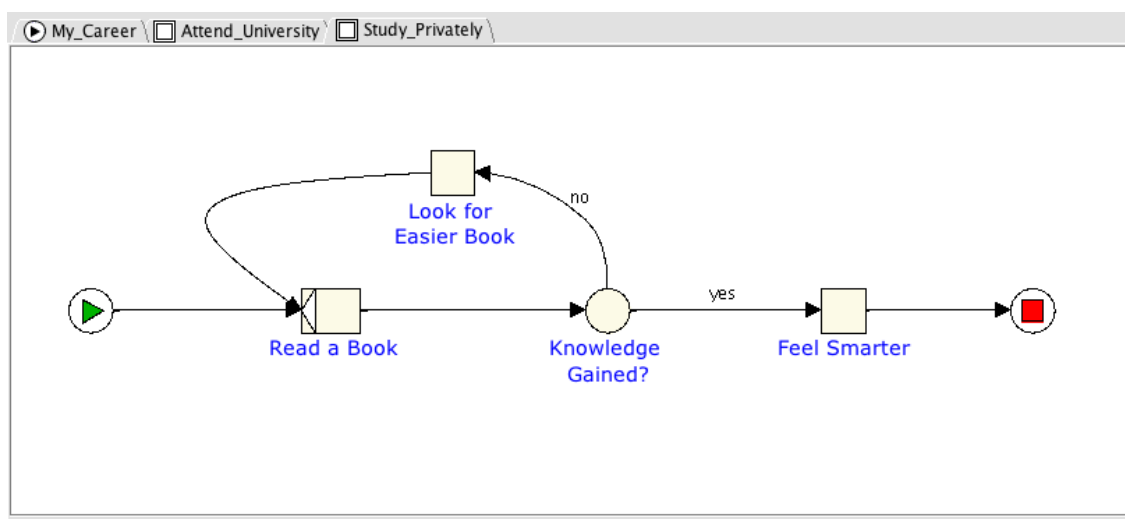 My_Career
Attend_University
Study_Privately
no
Look for
Easier Book
yes
Read a Book
Knowledge
Gained?
Feel Smarter